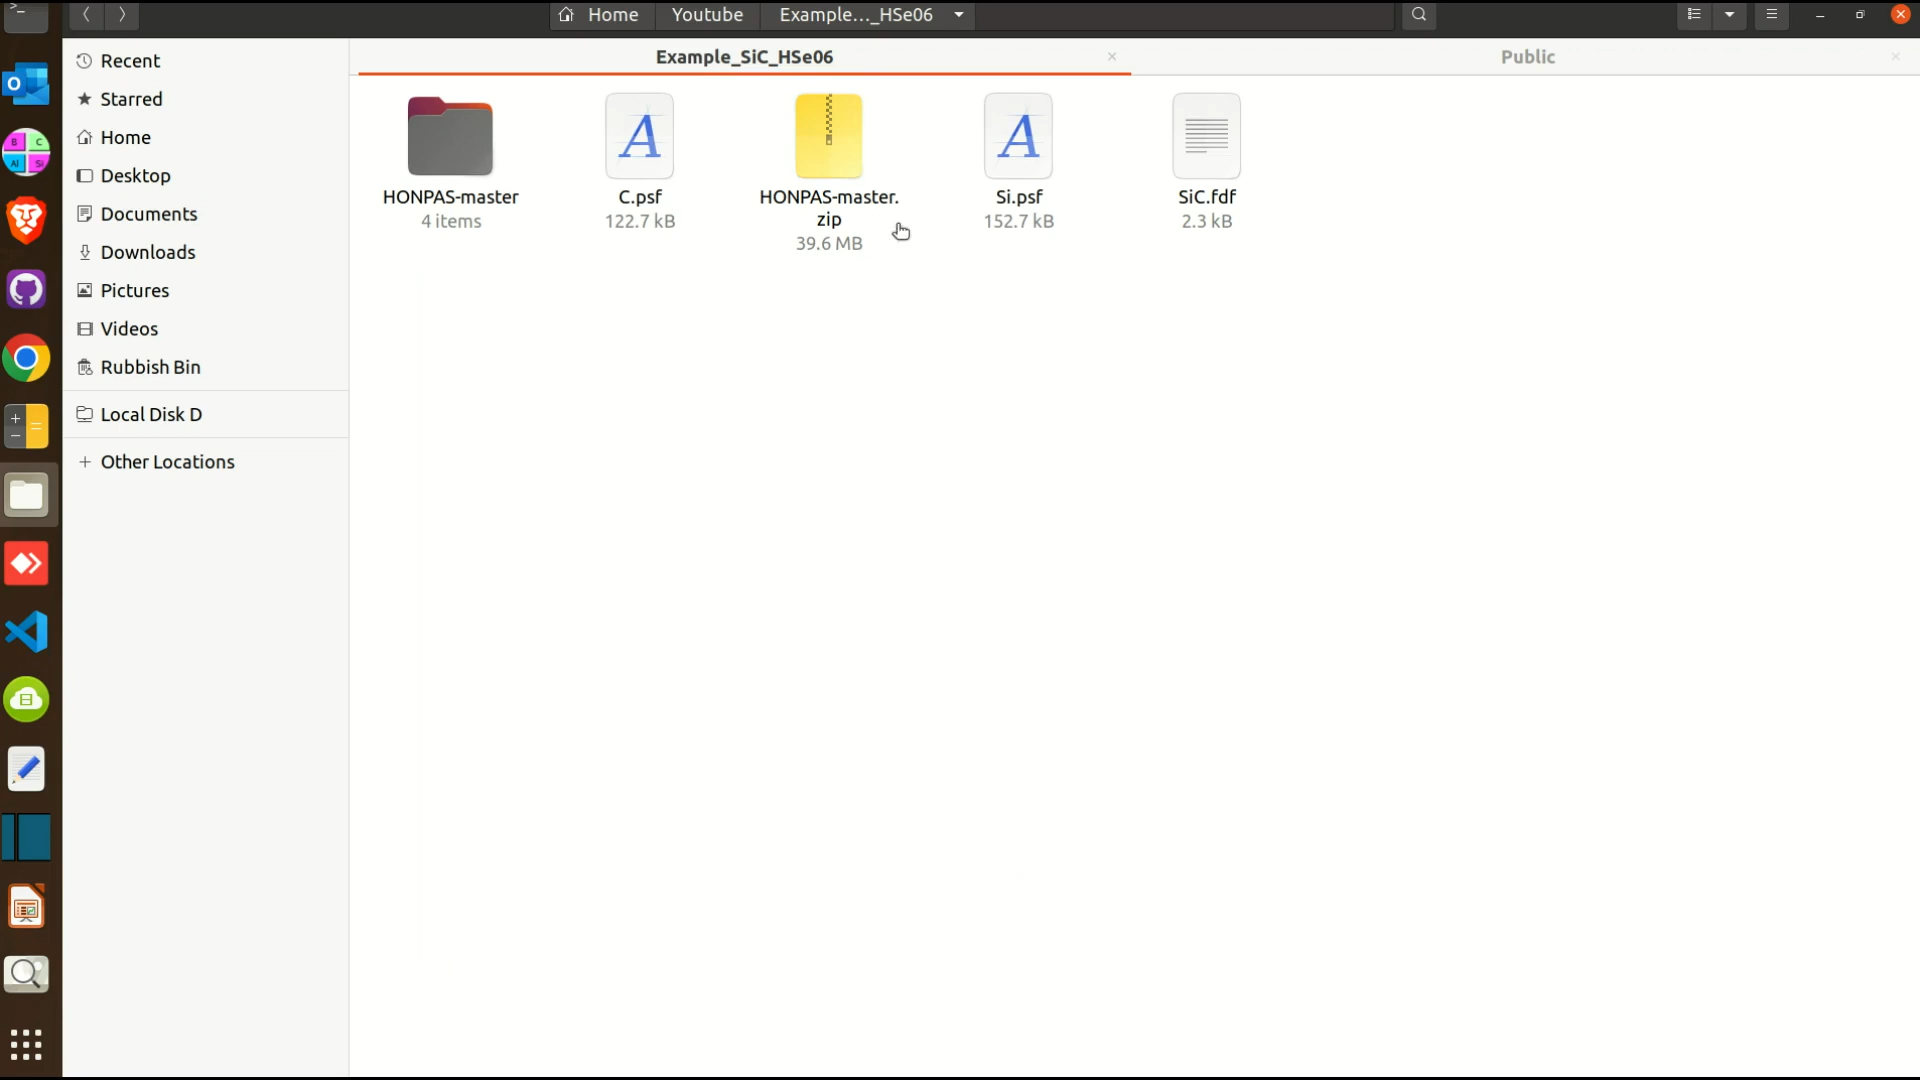 Home Youtube Example..._HSe06
Example_SiC_HSe06 Public
Recent
Starred
Home
Desktop
Documents
Downloads
Pictures
Videos
Rubbish Bin
Local Disk D
Other Locations
HONPAS-master
4 items
C.psf
122.7 kB
HONPAS-master.
zip
39.6 MB
Si.psf
152.7 kB
SiC.fdf
2.3 kB
B C
Al Si